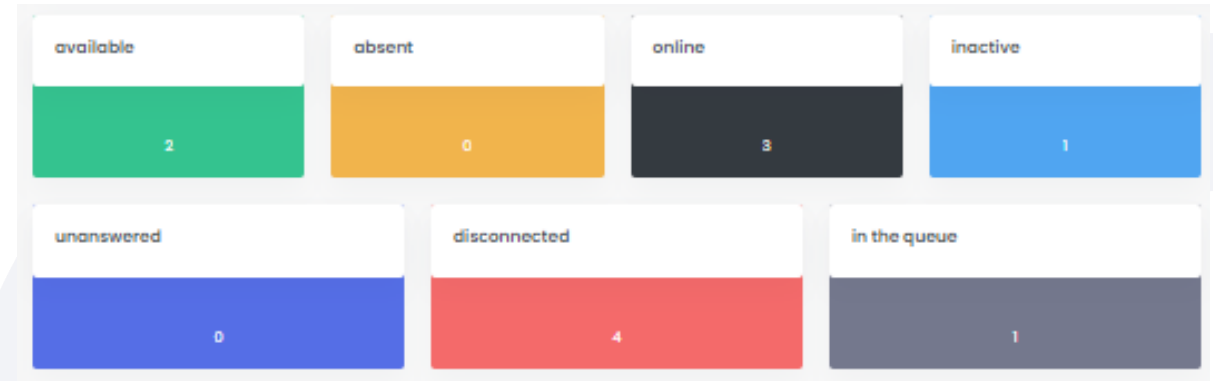 available absent online inactive
2 0 3 1
unanswered disconnected in the queue
0 4 1